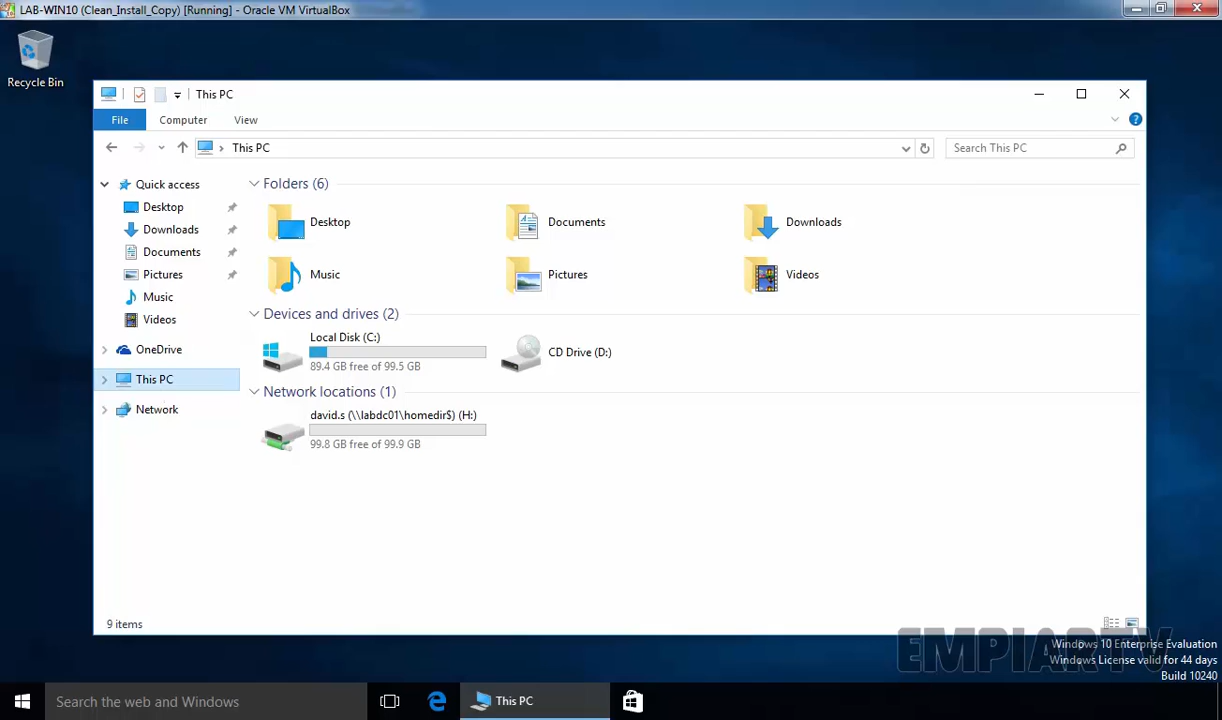 LAB-WIN10 (Clean_Install_Copy) [Running] - Oracle VM VirtualBox
Recycle Bin
This PC
File
Computer
View
This PC
Search This PC
Quick access
Desktop
Downloads
Documents
Pictures
Music
Videos
OneDrive
This PC
Network
Folders (6)
Desktop
Documents
Downloads
Music
Pictures
Videos
Devices and drives (2)
Local Disk (C:)
89.4 GB free of 99.5 GB
CD Drive (D:)
Network locations (1)
david.s (\\labdc01\homedir$) (H:)
99.8 GB free of 99.9 GB
9 items
EMPIARTV
Windows 10 Enterprise Evaluation
Windows License valid for 44 days
Build 10240
Search the web and Windows
This PC